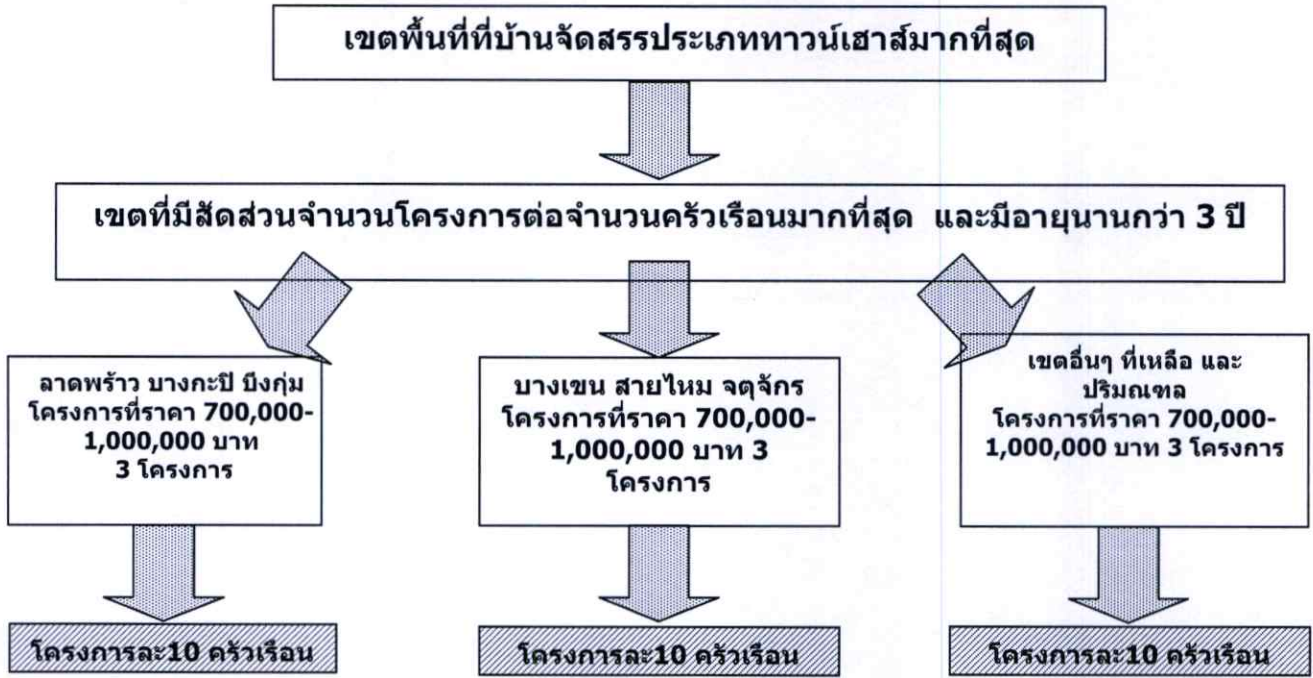 เขตพื้นที่ที่บ้านจัดสรรประเภททาวน์เฮาส์มากที่สุด
เขตที่มีสัดส่วนจำนวนโครงการต่อจำนวนครัวเรือนมากที่สุด และมีอายุนานกว่า 3 ปี
ลาดพร้าว บางกะปิ บึงกุ่ม
โครงการที่ราคา 700,000-
1,000,000 บาท
3 โครงการ
บางเขน สายไหม จตุจักร
โครงการที่ราคา 700,000-
1,000,000 บาท 3
โครงการ
เขตอื่นๆ ที่เหลือ และ
ปริมณฑล
โครงการที่ราคา 700,000-
1,000,000 บาท 3 โครงการ
โครงการละ10 ครัวเรือน
โครงการละ10 ครัวเรือน
โครงการละ10 ครัวเรือน